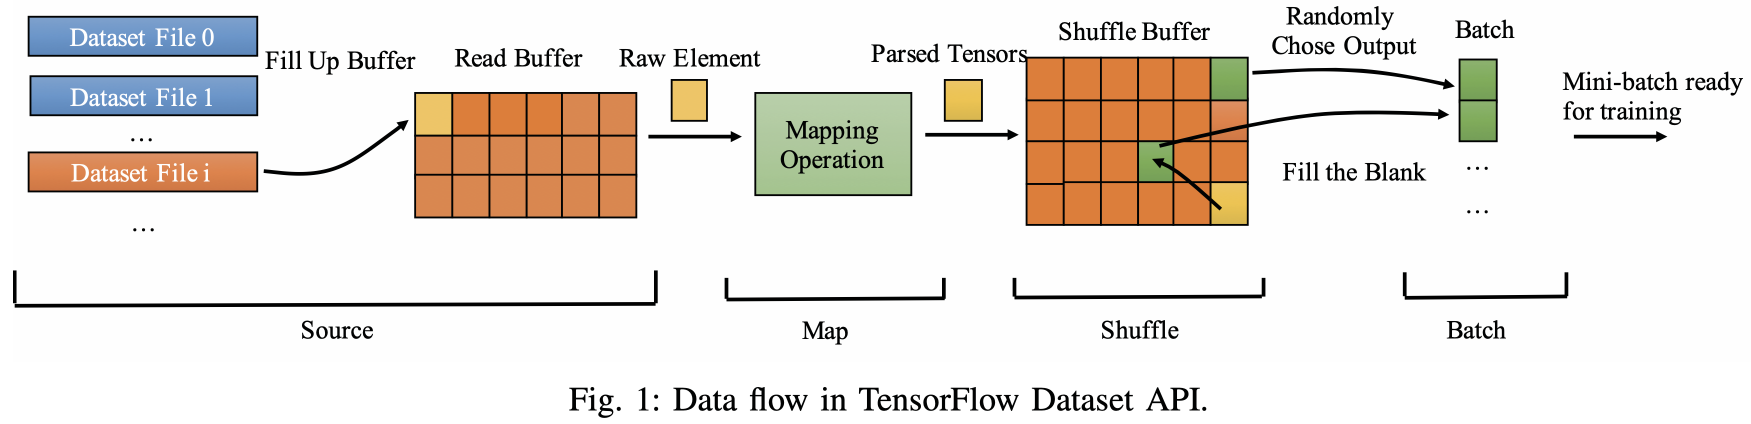 Dataset File 0
Dataset File 1
...
Dataset File i
...
Fill Up Buffer
Read Buffer
Raw Element
Mapping
Operation
Parsed Tensors
Shuffle Buffer
Randomly
Chose Output
Fill the Blank
Batch
...
...
Mini-batch ready
for training
Source
Map
Shuffle
Batch
Fig. 1: Data flow in TensorFlow Dataset API.